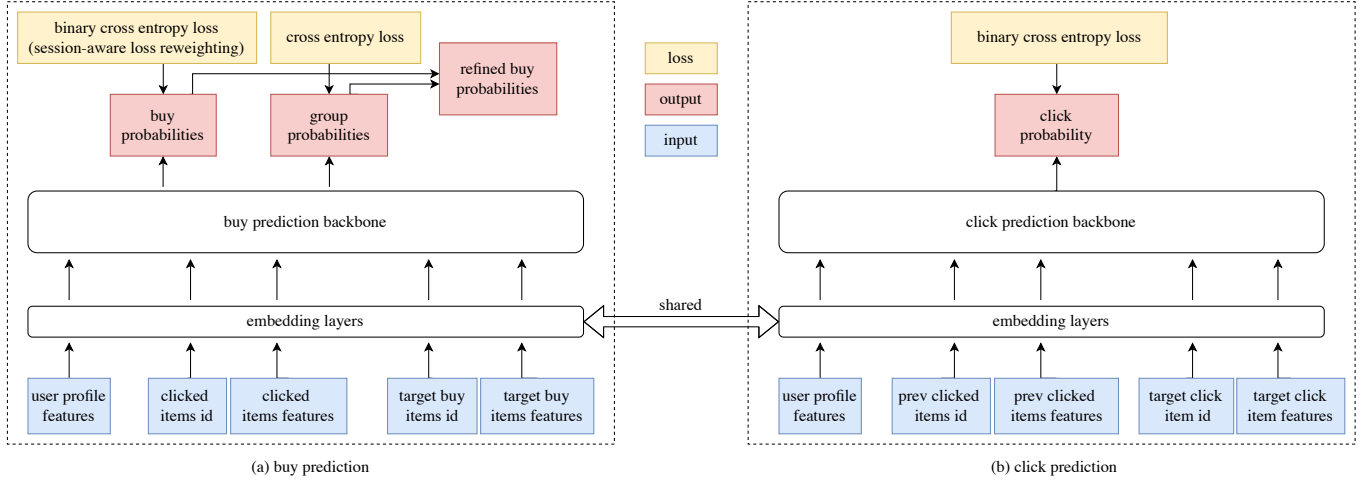 binary cross entropy loss
(session-aware loss reweighting)
cross entropy loss
refined buy
probabilities
buy
probabilities
group
probabilities
buy prediction backbone
embedding layers
user profile
features
clicked
items id
clicked
items features
target buy
items id
target buy
items features
(a) buy prediction
loss
output
input
shared
binary cross entropy loss
click
probability
click prediction backbone
embedding layers
user profile
features
prev clicked
items id
prev clicked
items features
target click
item id
target click
item features
(b) click prediction